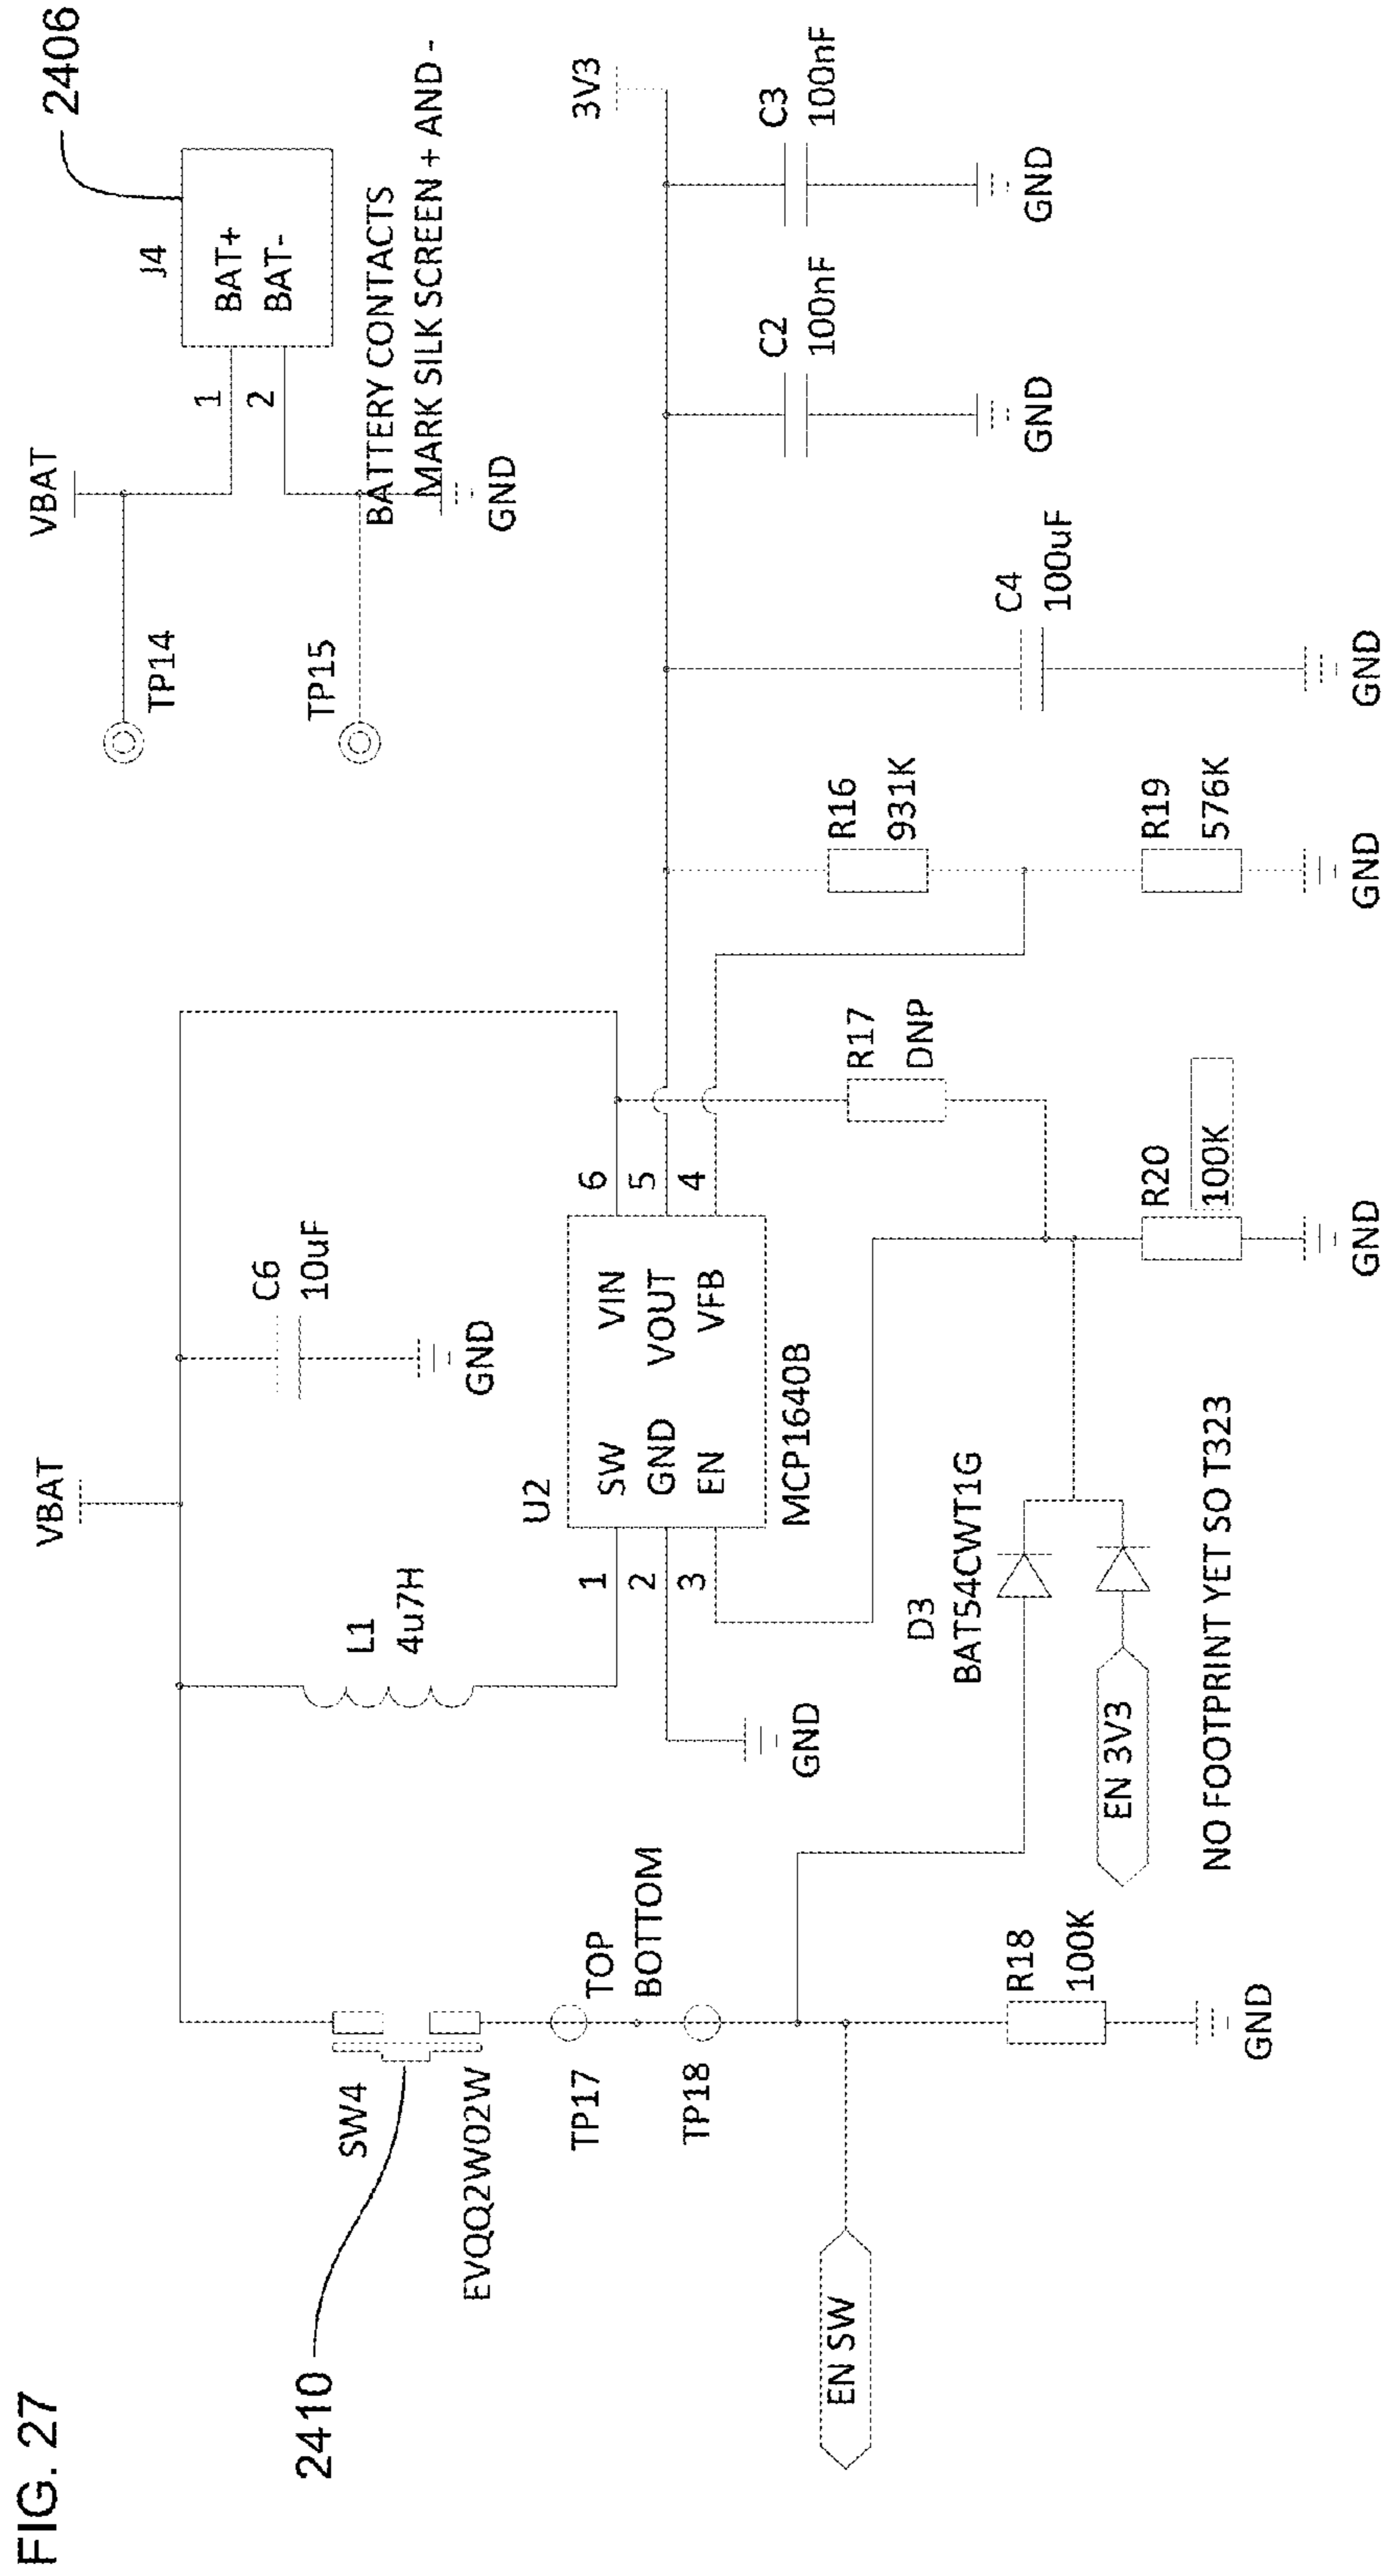 FIG. 27
2410
SW4
EVQQ2W02W
TP17
TOP
BOTTOM
TP18
EN SW
R18
100K
GND
VBAT
L1
4u7H
C6
10uF
GND
U2
1
2
3
SW
GND
EN
VIN
VOUT
VFB
6
5
4
MCP1640B
GND
D3
BAT54CWT1G
EN 3V3
NO FOOTPRINT YET SO T323
R17
DNP
R20
100K
GND
R16
931K
R19
576K
GND
C4
100uF
GND
C2
100nF
GND
C3
100nF
GND
3V3
VBAT
TP14
TP15
1
2
J4
BAT+
BAT-
2406
BATTERY CONTACTS
MARK SILK SCREEN + AND -
GND